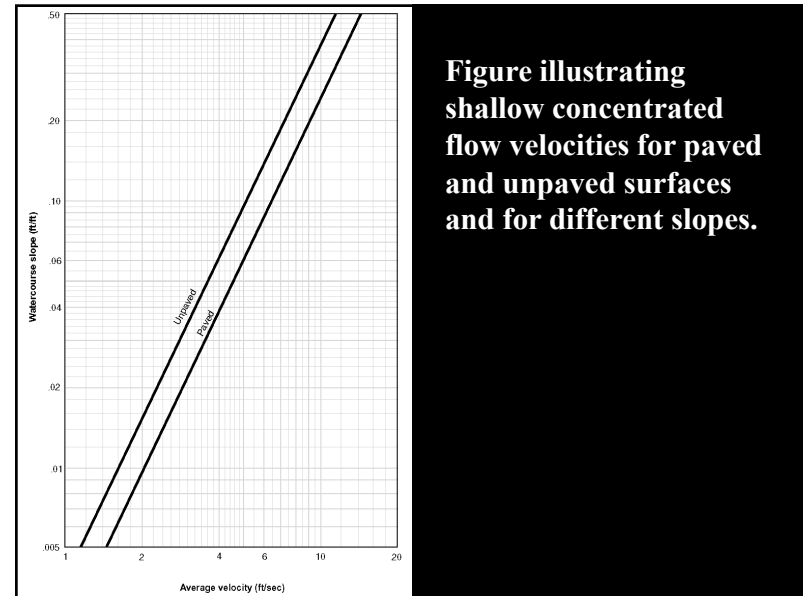 .50
.20
.10
.06
.04
.02
.01
.005
Watercourse slope (ft/ft)
Unpaved
Paved
1 2 4 6 10 20
Average velocity (ft/sec)
Figure illustrating
shallow concentrated
flow velocities for paved
and unpaved surfaces
and for different slopes.